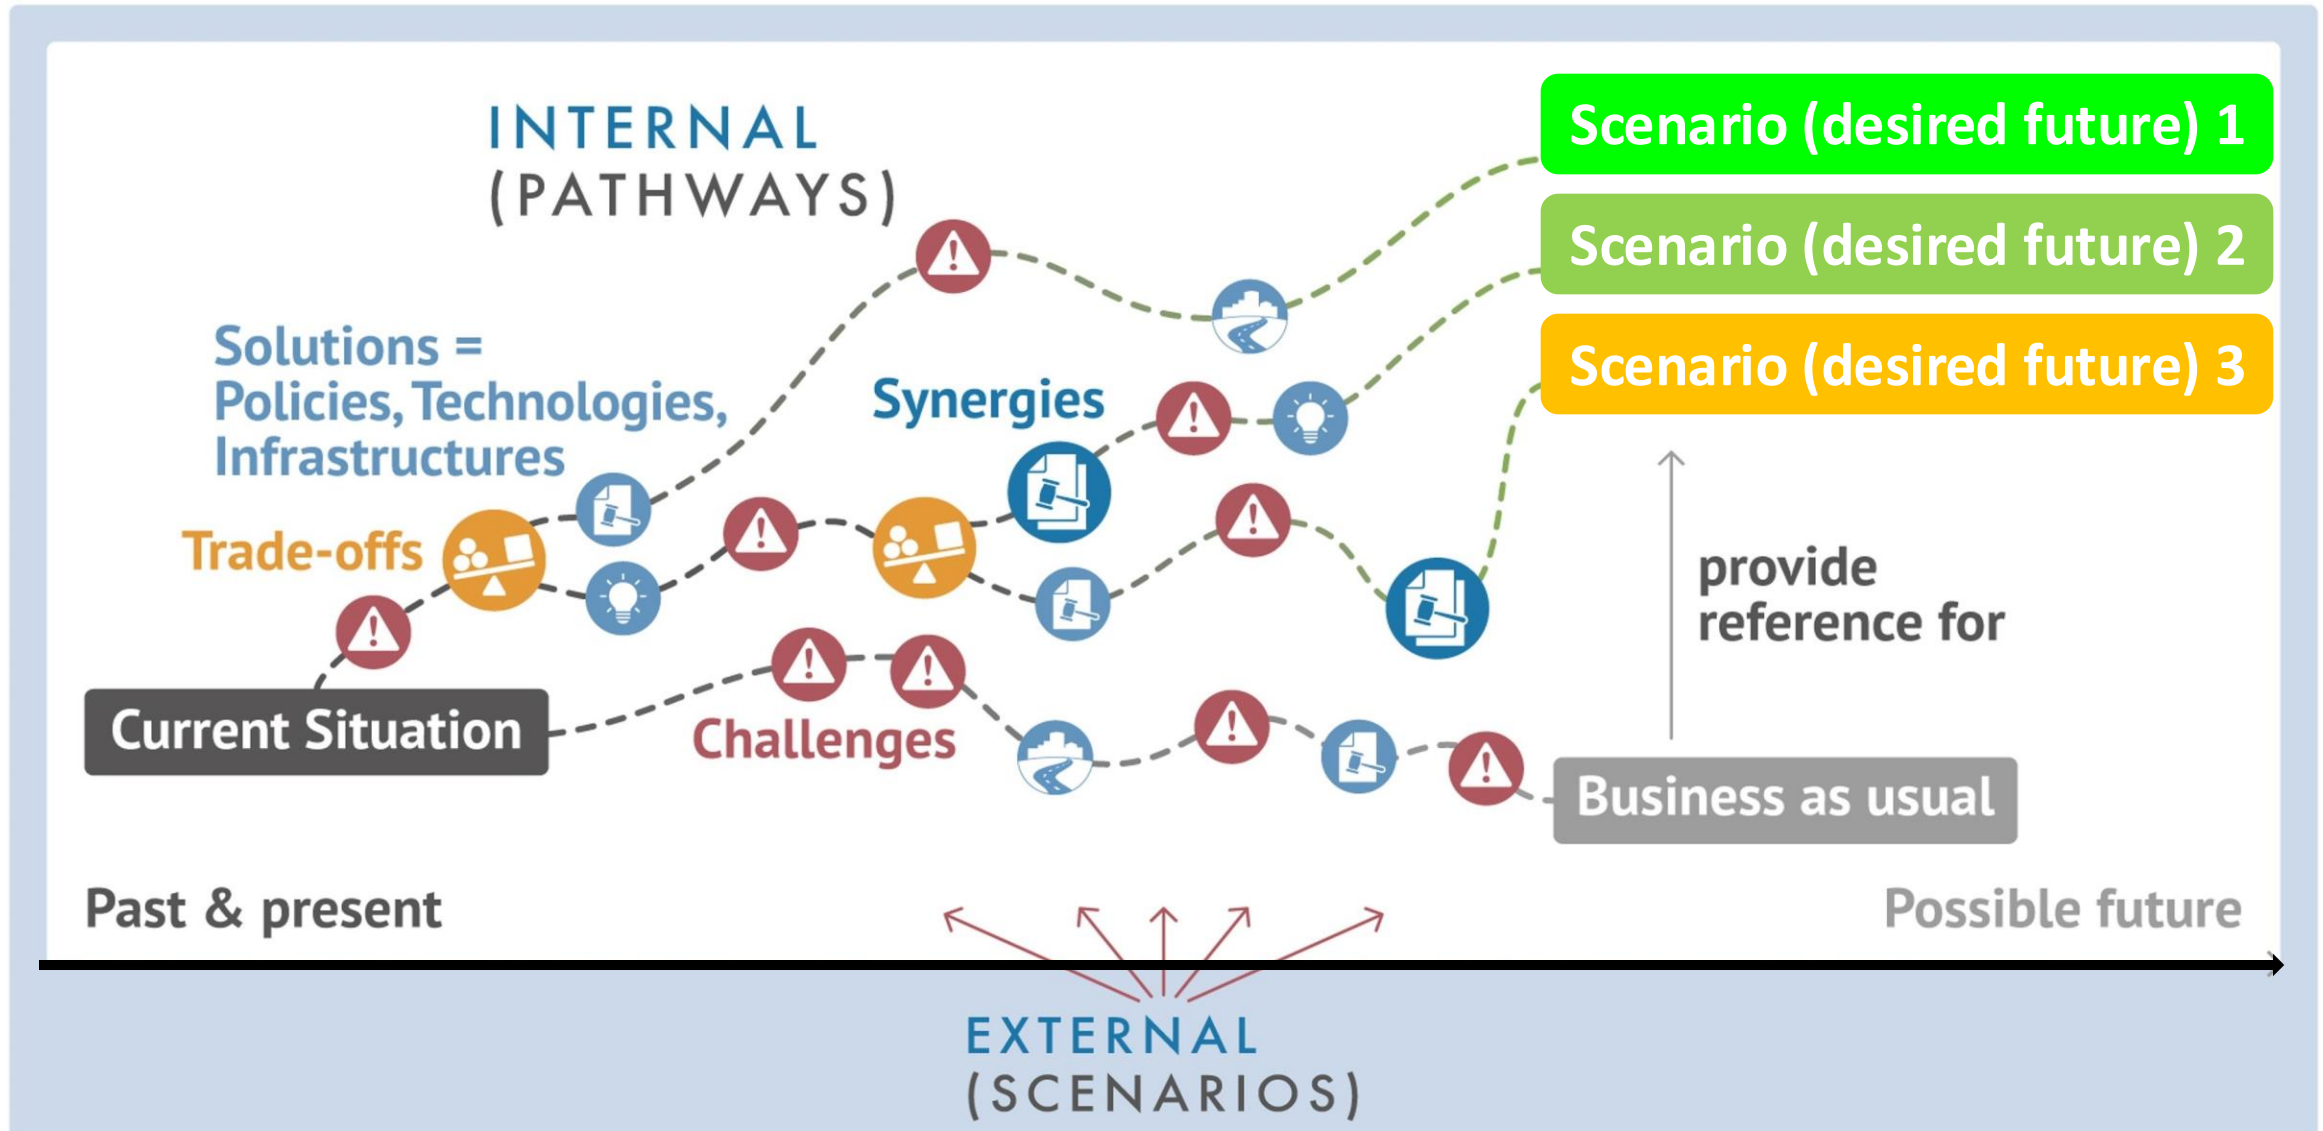 INTERNAL
(PATHWAYS)
Scenario (desired future) 1
Scenario (desired future) 2
Scenario (desired future) 3
Solutions =
Policies, Technologies,
Infrastructures
Synergies
Trade-offs
provide
reference for
Current Situation
Challenges
Business as usual
Past & present
Possible future
EXTERNAL
(SCENARIOS)